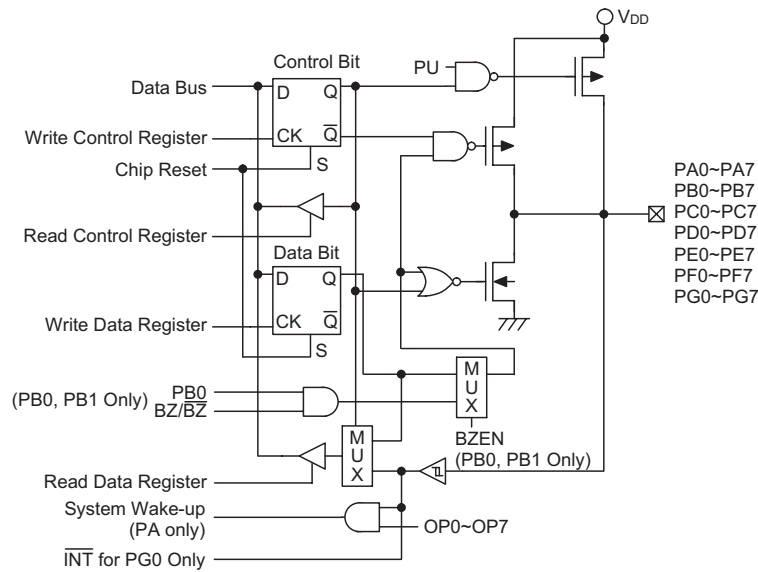 VDD
Control Bit
PU
Data Bus
D Q
Write Control Register
CK Q̅
Chip Reset
S
Read Control Register
Data Bit
D Q
Write Data Register
CK Q̅
S
PA0~PA7
PB0~PB7
PC0~PC7
PD0~PD7
PE0~PE7
PF0~PF7
PG0~PG7
M
U
X
(PB0, PB1 Only)
PB0
BZ/B̅Z̅
BZEN
(PB0, PB1 Only)
M
U
X
Read Data Register
System Wake-up
(PA only)
OP0~OP7
I̅N̅T̅ for PG0 Only